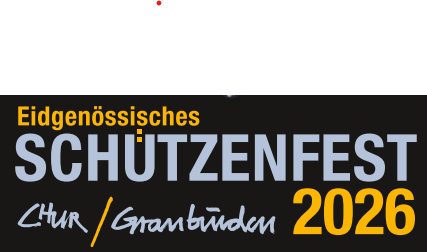 Eidgenössisches
SCHÜTZENFEST
CHUR / Graubünden 2026